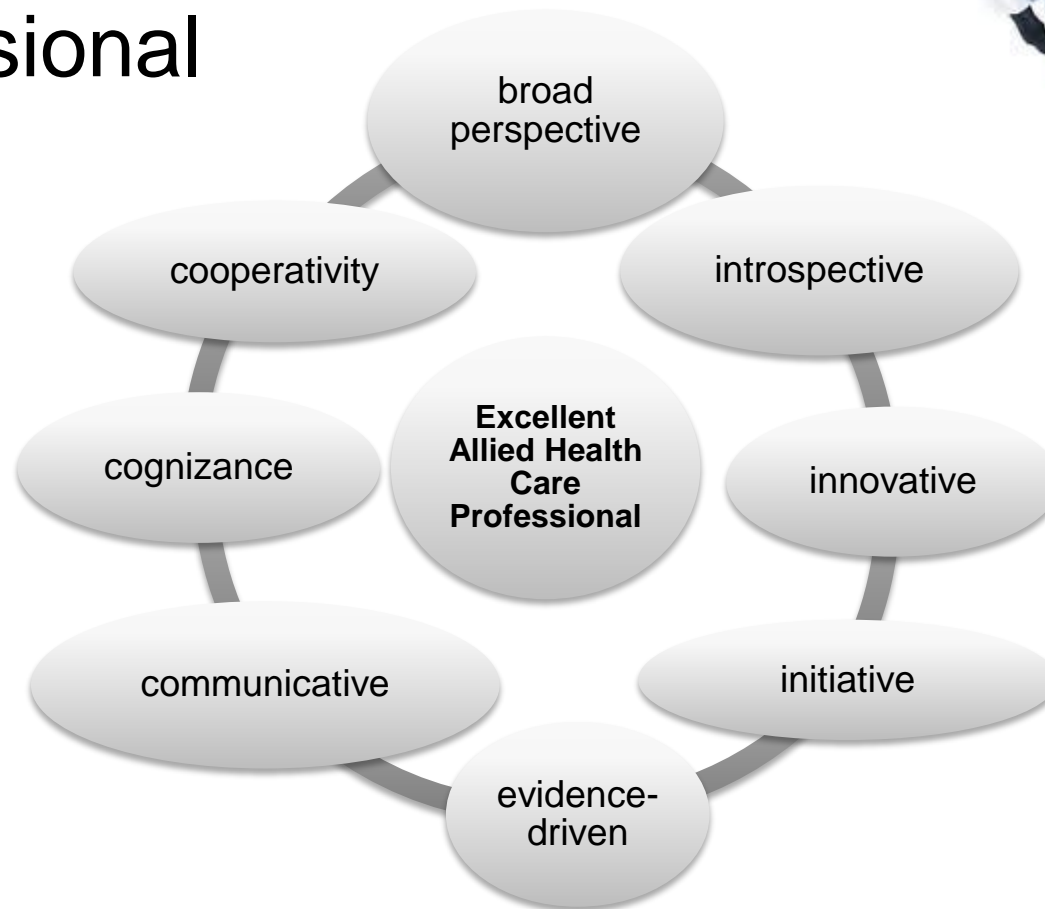 sional
broad
perspective
cooperativity
introspective
Excellent
Allied Health
Care
Professional
cognizance
innovative
communicative
initiative
evidence-
driven